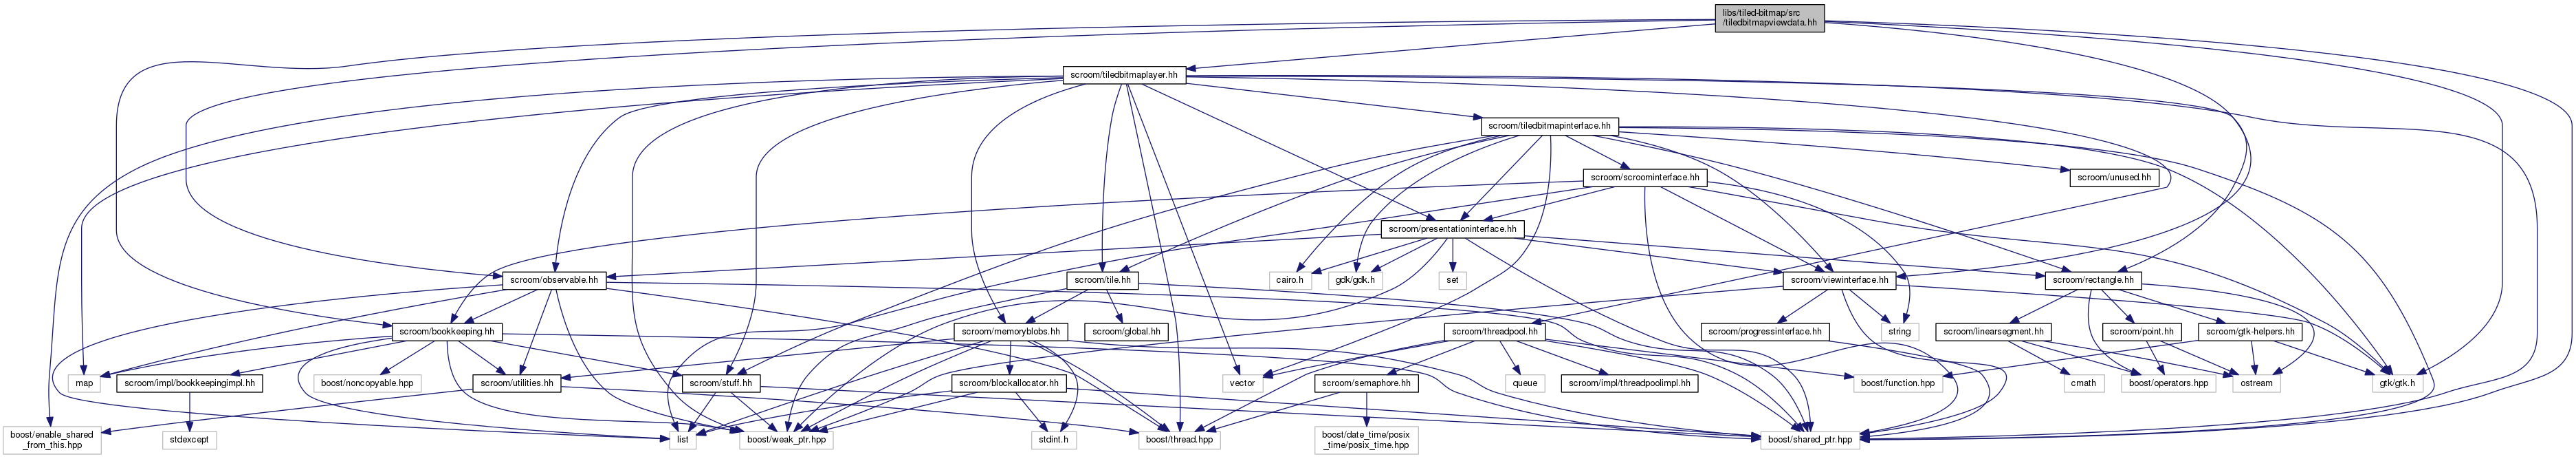 libs/tiled-bitmap/src
/tiledbitmapviewdata.hh
scroom/tiledbitmaplayer.hh
scroom/tiledbitmapinterface.hh
scroom/scroominterface.hh
scroom/unused.hh
scroom/presentationinterface.hh
scroom/observable.hh
scroom/tile.hh
cairo.h
gdk/gdk.h
set
scroom/viewinterface.hh
scroom/rectangle.hh
scroom/bookkeeping.hh
scroom/memoryblobs.hh
scroom/global.hh
scroom/threadpool.hh
scroom/progressinterface.hh
string
scroom/linearsegment.hh
scroom/point.hh
scroom/gtk-helpers.hh
map
scroom/impl/bookkeepingimpl.hh
boost/noncopyable.hpp
scroom/utilities.hh
scroom/stuff.hh
scroom/blockallocator.hh
vector
scroom/semaphore.hh
queue
scroom/impl/threadpoolimpl.hh
boost/function.hpp
cmath
boost/operators.hpp
ostream
gtk/gtk.h
boost/enable_shared
_from_this.hpp
stdexcept
list
boost/weak_ptr.hpp
stdint.h
boost/thread.hpp
boost/date_time/posix
_time/posix_time.hpp
boost/shared_ptr.hpp